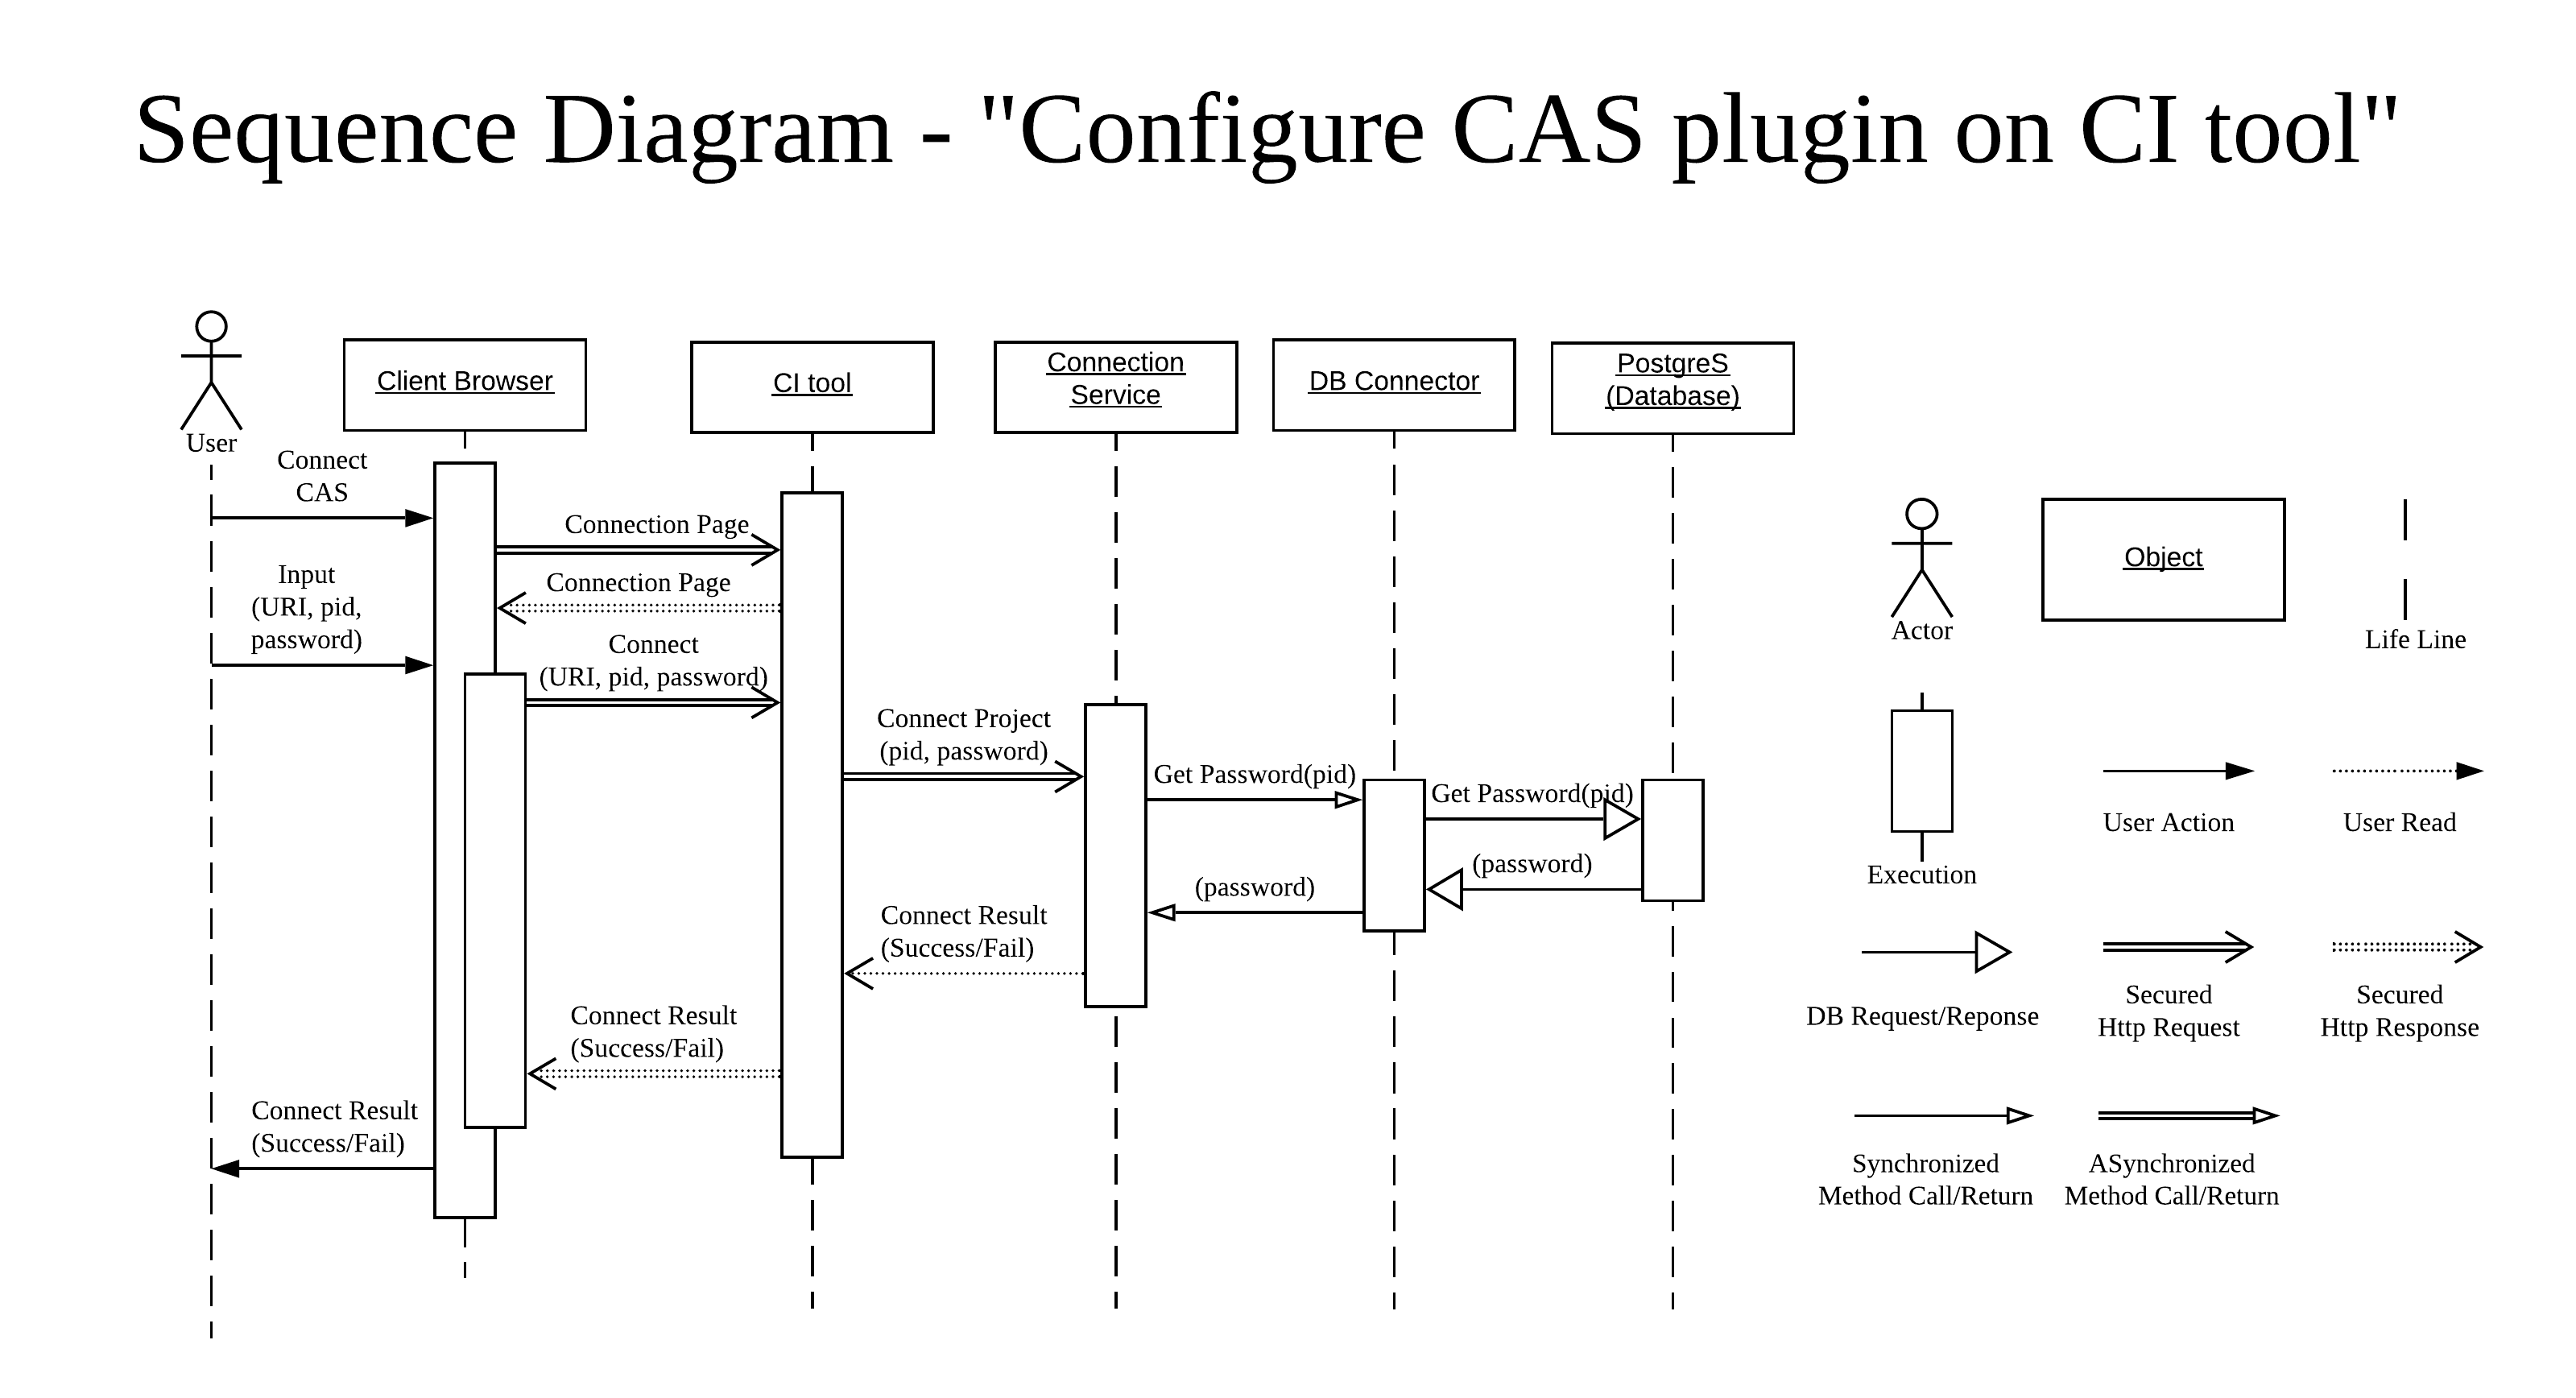 Sequence Diagram - "Configure CAS plugin on CI tool"
User
Client Browser
CI tool
Connection
Service
DB Connector
PostgreS
(Database)
Connect
CAS
Connection Page
Connection Page
Input
(URI, pid,
password)
Connect
(URI, pid, password)
Connect Project
(pid, password)
Get Password(pid)
Get Password(pid)
(password)
(password)
Connect Result
(Success/Fail)
Connect Result
(Success/Fail)
Connect Result
(Success/Fail)
Actor
Object
Life Line
Execution
User Action
User Read
DB Request/Reponse
Secured
Http Request
Secured
Http Response
Synchronized
Method Call/Return
ASynchronized
Method Call/Return